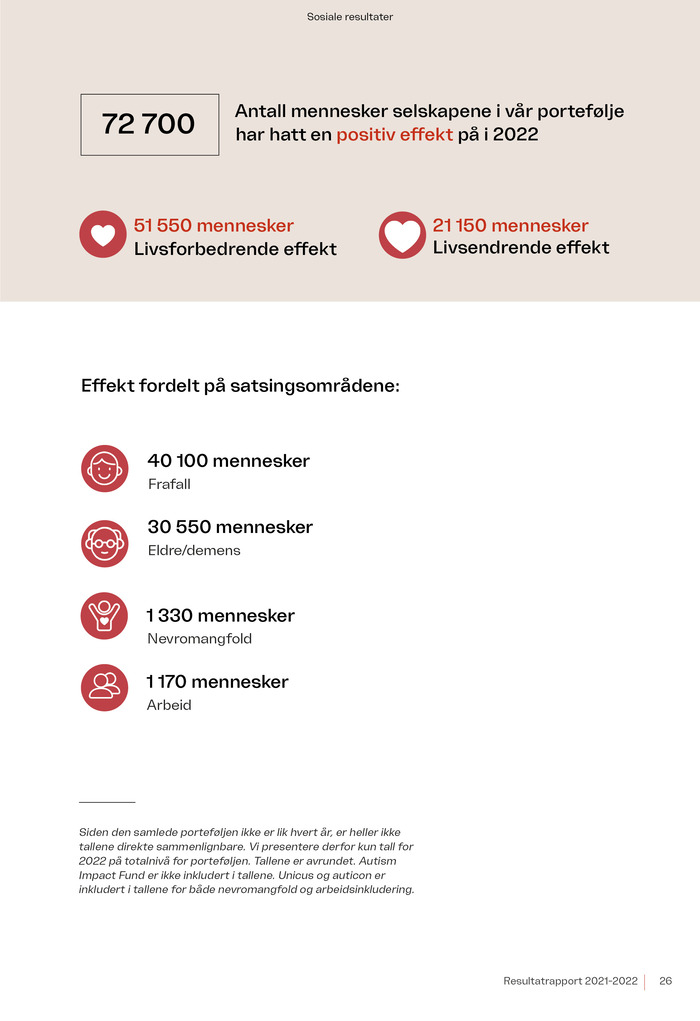 Sosiale resultater
72 700
Antall mennesker selskapene i vår portefølje
har hatt en positiv effekt på i 2022
51 550 mennesker
Livsforbedrende effekt
21 150 mennesker
Livsendrende effekt
Effekt fordelt på satsingsområdene:
40 100 mennesker
Frafall
30 550 mennesker
Eldre/demens
1 330 mennesker
Nevromangfold
1 170 mennesker
Arbeid
Siden den samlede porteføljen ikke er lik hvert år, er heller ikke
tallene direkte sammenlignbare. Vi presentere derfor kun tall for
2022 på totalnivå for porteføljen. Tallene er avrundet. Autism
Impact Fund er ikke inkludert i tallene. Unicus og auticon er
inkludert i tallene for både nevromangfold og arbeidsinkludering.
Resultatrapport 2021-2022 26